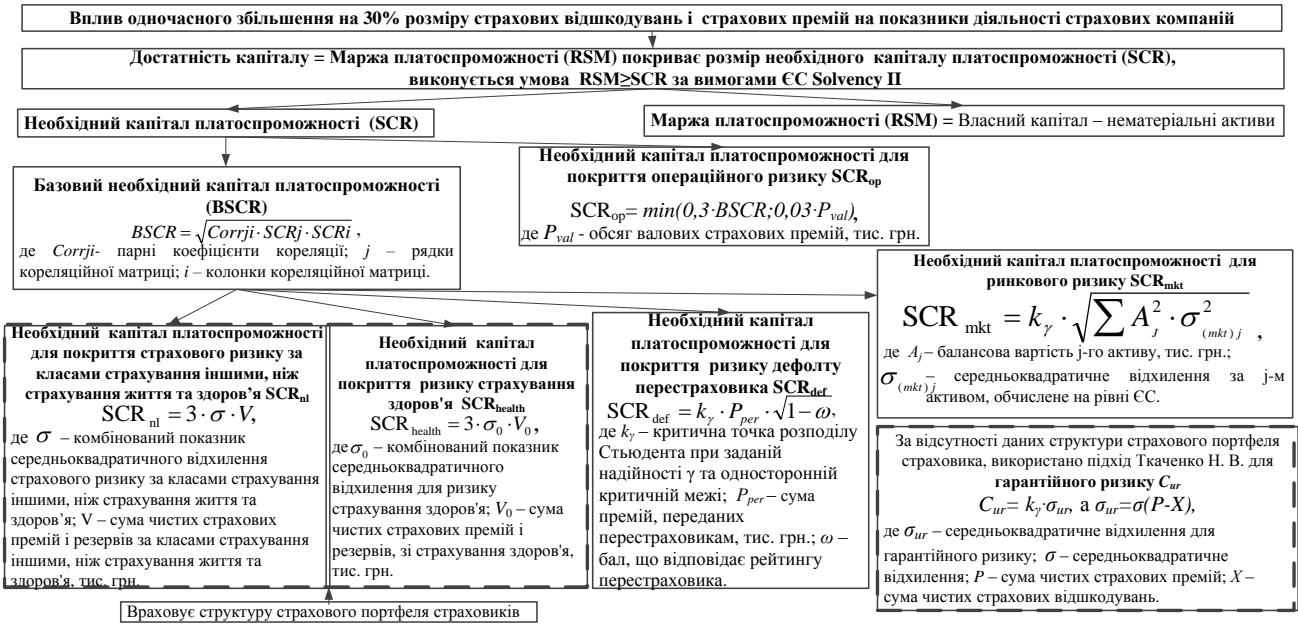 Вплив одночасного збільшення на 30% розміру страхових відшкодувань і страхових премій на показники діяльності страхових компаній
Достатність капіталу = Маржа платоспроможності (RSM) покриває розмір необхідного капіталу платоспроможності (SCR),
виконується умова RSM≥SCR за вимогами ЄС Solvency II
Необхідний капітал платоспроможності (SCR)
Маржа платоспроможності (RSM) = Власний капітал – нематеріальні активи
Необхідний капітал платоспроможності для
покриття операційного ризику SCRop
SCRop= min(0,3·BSCR;0,03·Pval),
де Pval - обсяг валових страхових премій, тис. грн.
Базовий необхідний капітал платоспроможності
(BSCR)
BSCR = √Corrji · SCRj · SCRi ,
де Corrji- парні коефіцієнти кореляції; j – рядки
кореляційної матриці; i – колонки кореляційної матриці.
Необхідний капітал платоспроможності для
ринкового ризику SCRmkt
SCR mkt = kγ · √∑ AJ² · σ²(mkt) j ,
де Aj – балансова вартість j-го активу, тис. грн.;
σ(mkt) j – середньоквадратичне відхилення за j-м
активом, обчислене на рівні ЄС.
Необхідний капітал платоспроможності
для покриття страхового ризику за
класами страхування іншими, ніж
страхування життя та здоров’я SCRnl
SCR nl = 3 · σ · V,
де σ – комбінований показник
середньоквадратичного відхилення
страхового ризику за класами страхування
іншими, ніж страхування життя та
здоров’я; V – сума чистих страхових
премій і резервів за класами страхування
іншими, ніж страхування життя та
здоров'я, тис. грн.
Необхідний капітал
платоспроможності для
покриття ризику страхування
здоров'я SCRhealth
SCR health = 3 · σ0 · V0,
де σ0 – комбінований показник
середньоквадратичного
відхилення для ризику
страхування здоров'я; V0 – сума
чистих страхових премій і
резервів, зі страхування здоров'я,
тис. грн.
Необхідний капітал
платоспроможності для
покриття ризику дефолту
перестраховика SCRdef
SCR def = kγ · Pper · √1 − ω,
де kγ – критична точка розподілу
Стьюдента при заданій
надійності γ та односторонній
критичній межі; Pper – сума
премій, переданих
перестраховикам, тис. грн.; ω –
бал, що відповідає рейтингу
перестраховика.
За відсутності даних структури страхового портфеля
страховика, використано підхід Ткаченко Н. В. для
гарантійного ризику Cur
Cur= kγ·σur, а σur=σ(P-X),
де σur – середньоквадратичне відхилення для
гарантійного ризику; σ – середньоквадратичне
відхилення; P – сума чистих страхових премій; X –
сума чистих страхових відшкодувань.
Враховує структуру страхового портфеля страховиків